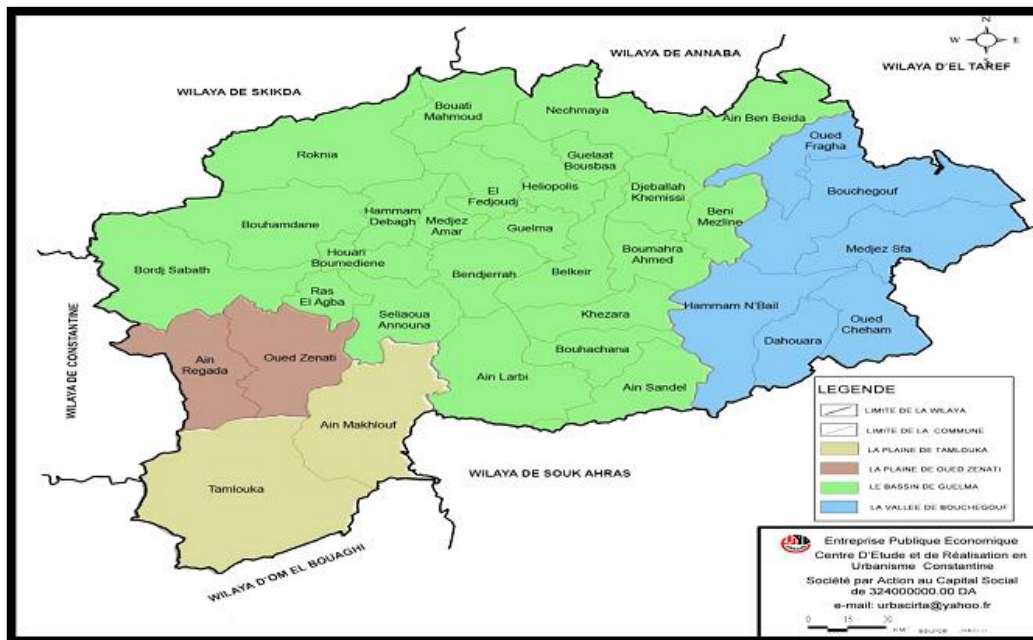 N
W E
S
WILAYA DE ANNABA
WILAYA D'EL TAREF
WILAYA DE SKIKDA
Bouati
Mahmoud
Nechmaya
Ain Ben Beida
Oued
Fragha
Roknia
Guelaat
Bousbaa
Heliopolis
El
Fedjoudj
Djeballah
Khemissi
Bouchegouf
Bouhamdane
Hammam
Debagh
Medjez
Amar
Guelma
Beni
Mezline
Houari
Boumediene
Boumahra
Ahmed
Medjez Sfa
Bordj Sabath
Bendjerrah
Belkeir
Ras
El Agba
Seliaoua
Announa
Khezara
Hammam N'Bail
Oued
Cheham
WILAYA DE CONSTANTINE
Ain
Regada
Oued Zenati
Bouhachana
Dahouara
Ain Larbi
Ain Sandel
Ain Makhlouf
Tamlouka
WILAYA DE SOUK AHRAS
WILAYA D'OM EL BOUAGHI
LEGENDE
LIMITE DE LA WILAYA
LIMITE DE LA COMMUNE
LA PLAINE DE TAMLOUKA
LA PLAINE DE OUED ZENATI
LE BASSIN DE GUELMA
LA VALLEE DE BOUCHEGOUF
Entreprise Publique Economique
Centre D'Etude et de Réalisation en
Urbanisme Constantine
Société par Action au Capital Social
de 324000000.00 DA
e-mail: urbacirta@yahoo.fr
0 15 30